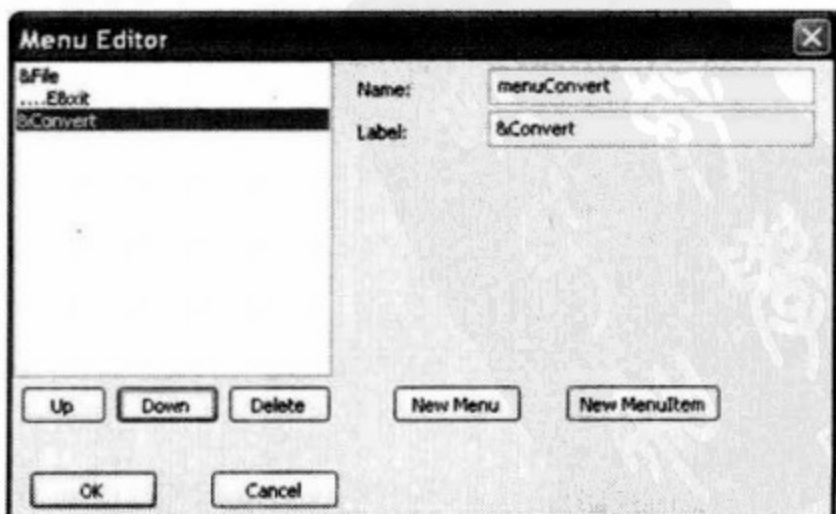 Menu Editor
&File
....E&xit
&Convert
Name:
menuConvert
Label:
&Convert
Up
Down
Delete
New Menu
New MenuItem
OK
Cancel